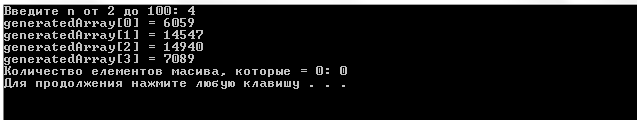 Введите n от 2 до 100: 4
generatedArray[0] = 6059
generatedArray[1] = 14547
generatedArray[2] = 14940
generatedArray[3] = 7089
Количество елементов масива, которые = 0: 0
Для продолжения нажмите любую клавишу . . .